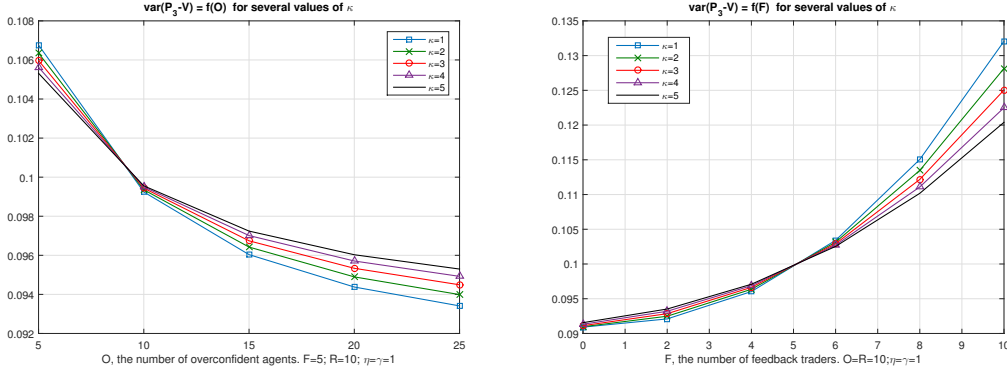 var(P_3-V) = f(O) for several values of κ
0.108
0.106
0.104
0.102
0.1
0.098
0.096
0.094
0.092
5
10
15
20
25
κ=1
κ=2
κ=3
κ=4
κ=5
O, the number of overconfident agents. F=5; R=10; η=γ=1
var(P_3-V) = f(F) for several values of κ
0.135
0.13
0.125
0.12
0.115
0.11
0.105
0.1
0.095
0.09
0
1
2
3
4
5
6
7
8
9
10
κ=1
κ=2
κ=3
κ=4
κ=5
F, the number of feedback traders. O=R=10;η=γ=1